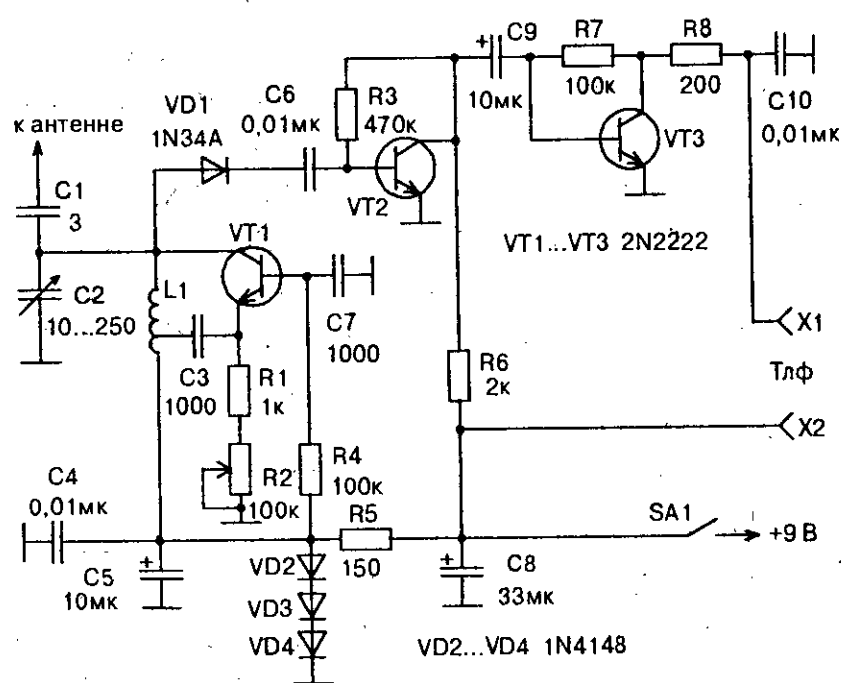 к антенне
C1
3
C2
10...250
VD1
1N34A
C6
0,01мк
R3
470к
VT2
C9
+
10мк
R7
100к
R8
200
VT3
C10
0,01мк
VT1...VT3 2N2222
VT1
L1
C3
1000
C7
1000
R1
1к
R2
100к
R4
100к
R6
2к
X1
Тлф
X2
C4
0,01мк
+
C5
10мк
R5
150
SA1
+9 В
VD2
VD3
VD4
+
C8
33мк
VD2...VD4 1N4148